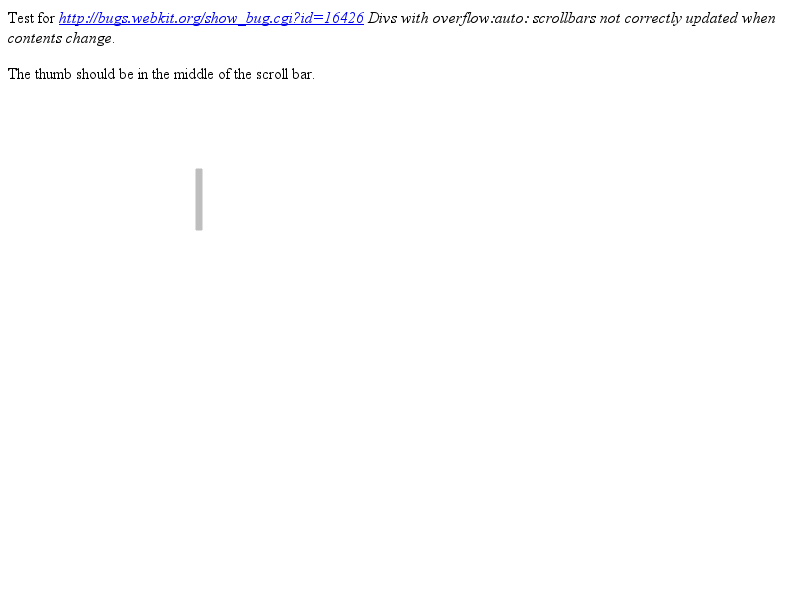 Test for http://bugs.webkit.org/show_bug.cgi?id=16426 Divs with overflow:auto: scrollbars not correctly updated when
contents change.
The thumb should be in the middle of the scroll bar.